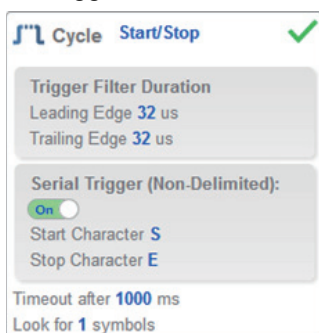 Cycle Start/Stop
Trigger Filter Duration
Leading Edge 32 us
Trailing Edge 32 us
Serial Trigger (Non-Delimited):
On
Start Character S
Stop Character E
Timeout after 1000 ms
Look for 1 symbols